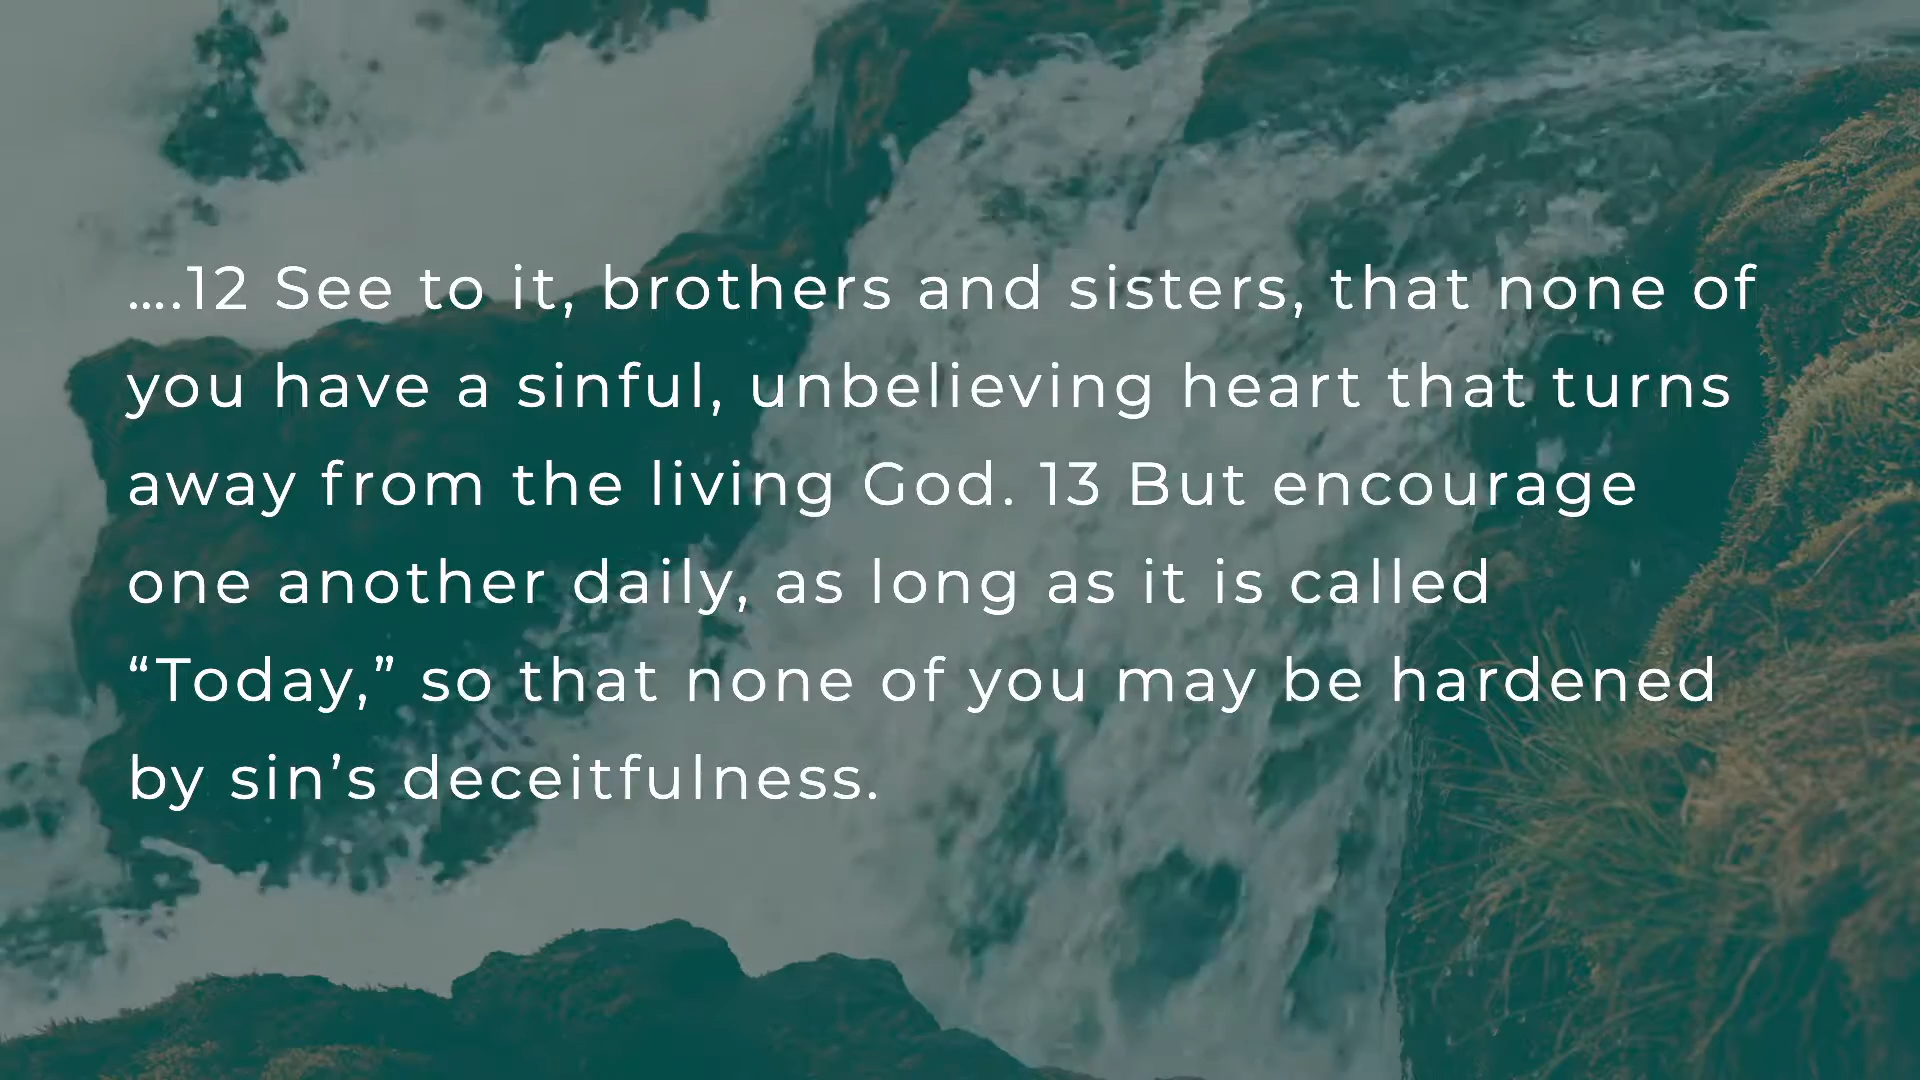 ....12 See to it, brothers and sisters, that none of
you have a sinful, unbelieving heart that turns
away from the living God. 13 But encourage
one another daily, as long as it is called
“Today,” so that none of you may be hardened
by sin’s deceitfulness.